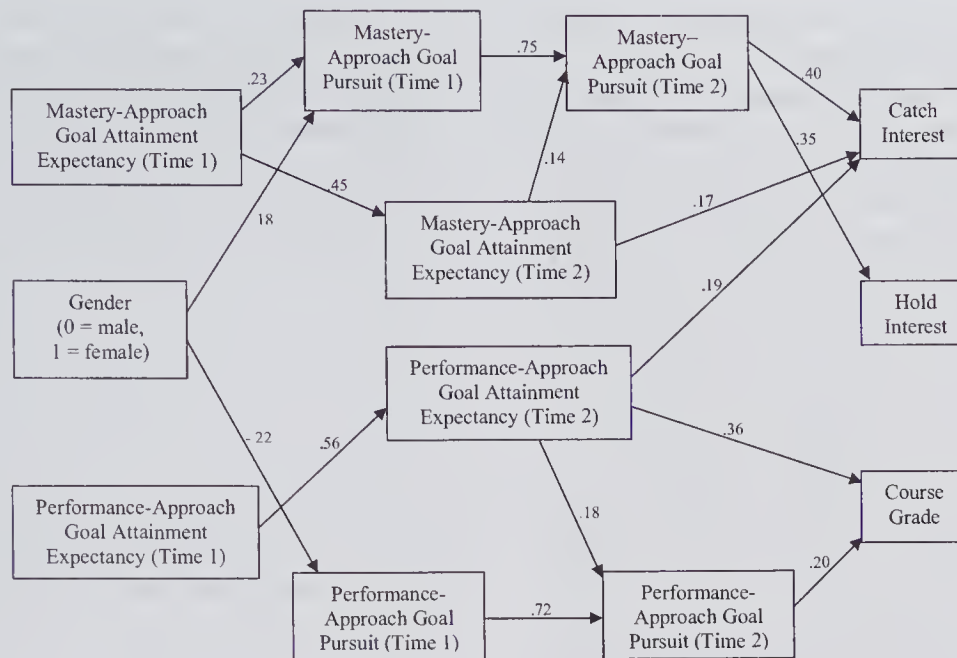 Mastery-
Approach Goal
Pursuit (Time 1)
.75
Mastery–
Approach Goal
Pursuit (Time 2)
.40
Catch
Interest
.23
Mastery-Approach
Goal Attainment
Expectancy (Time 1)
.35
.45
.14
.18
Mastery-Approach
Goal Attainment
Expectancy (Time 2)
.17
.19
Gender
(0 = male,
1 = female)
Hold
Interest
Performance-Approach
Goal Attainment
Expectancy (Time 2)
-.22
.56
.36
Performance-Approach
Goal Attainment
Expectancy (Time 1)
Course
Grade
.18
.20
Performance-
Approach Goal
Pursuit (Time 1)
.72
Performance-
Approach Goal
Pursuit (Time 2)